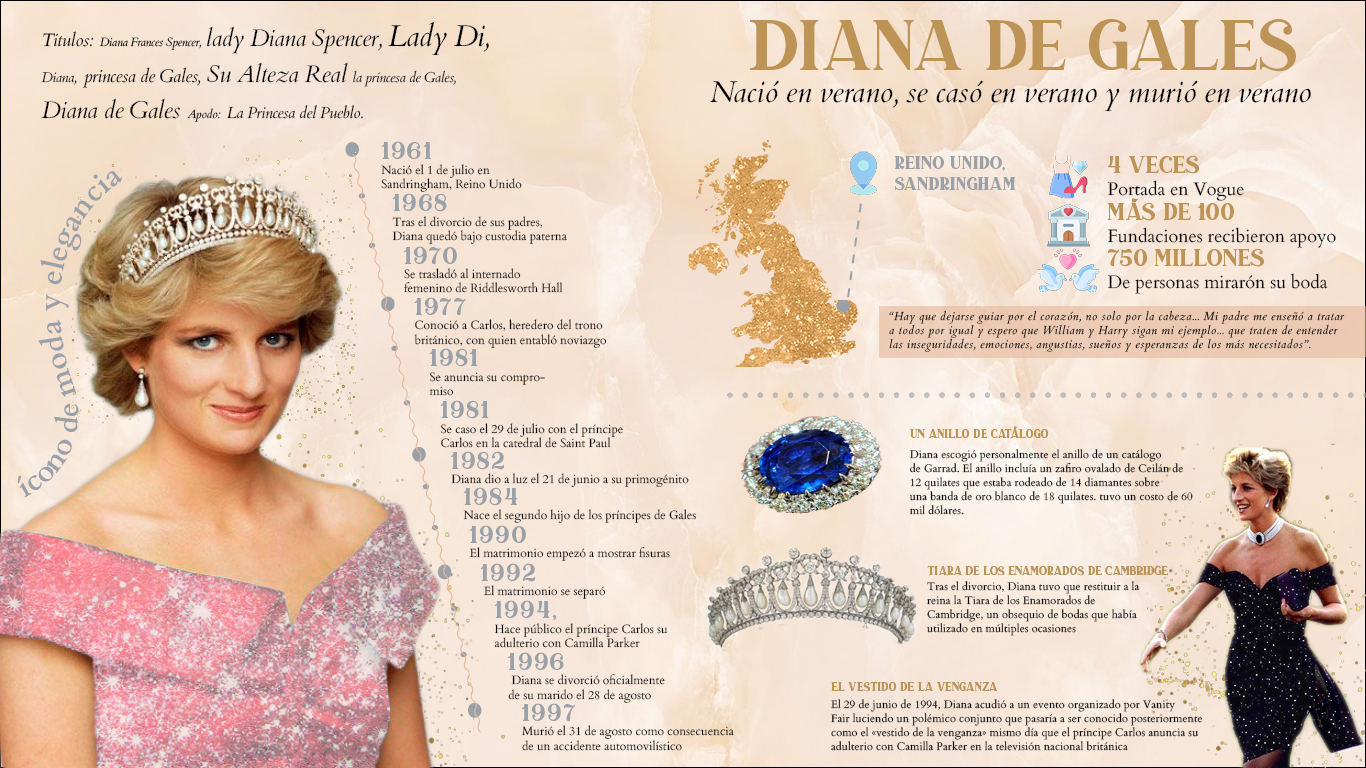 Títulos: Diana Frances Spencer, lady Diana Spencer, Lady Di,
Diana, princesa de Gales, Su Alteza Real la princesa de Gales,
Diana de Gales Apodo: La Princesa del Pueblo.
DIANA DE GALES
Nació en verano, se casó en verano y murió en verano
ícono de moda y elegancia
1961
Nació el 1 de julio en
Sandringham, Reino Unido
1968
Tras el divorcio de sus padres,
Diana quedó bajo custodia paterna
1970
Se trasladó al internado
femenino de Riddlesworth Hall
1977
Conoció a Carlos, heredero del trono
británico, con quien entabló noviazgo
1981
Se anuncia su compro-
miso
1981
Se caso el 29 de julio con el príncipe
Carlos en la catedral de Saint Paul
1982
Diana dio a luz el 21 de junio a su primogénito
1984
Nace el segundo hijo de los príncipes de Gales
1990
El matrimonio empezó a mostrar fisuras
1992
El matrimonio se separó
1994,
Hace público el príncipe Carlos su
adulterio con Camilla Parker
1996
Diana se divorció oficialmente
de su marido el 28 de agosto
1997
Murió el 31 de agosto como consecuencia
de un accidente automovilístico
REINO UNIDO,
SANDRINGHAM
4 VECES
Portada en Vogue
MÁS DE 100
Fundaciones recibieron apoyo
750 MILLONES
De personas mirarón su boda
“Hay que dejarse guiar por el corazón, no solo por la cabeza... Mi padre me enseñó a tratar
a todos por igual y espero que William y Harry sigan mi ejemplo... que traten de entender
las inseguridades, emociones, angustias, sueños y esperanzas de los más necesitados”.
UN ANILLO DE CATÁLOGO
Diana escogió personalmente el anillo de un catálogo
de Garrad. El anillo incluía un zafiro ovalado de Ceilán de
12 quilates que estaba rodeado de 14 diamantes sobre
una banda de oro blanco de 18 quilates. tuvo un costo de 60
mil dólares.
TIARA DE LOS ENAMORADOS DE CAMBRIDGE
Tras el divorcio, Diana tuvo que restituir a la
reina la Tiara de los Enamorados de
Cambridge, un obsequio de bodas que había
utilizado en múltiples ocasiones
EL VESTIDO DE LA VENGANZA
El 29 de junio de 1994, Diana acudió a un evento organizado por Vanity
Fair luciendo un polémico conjunto que pasaría a ser conocido posteriormente
como el «vestido de la venganza» mismo día que el príncipe Carlos anuncia su
adulterio con Camilla Parker en la televisión nacional británica